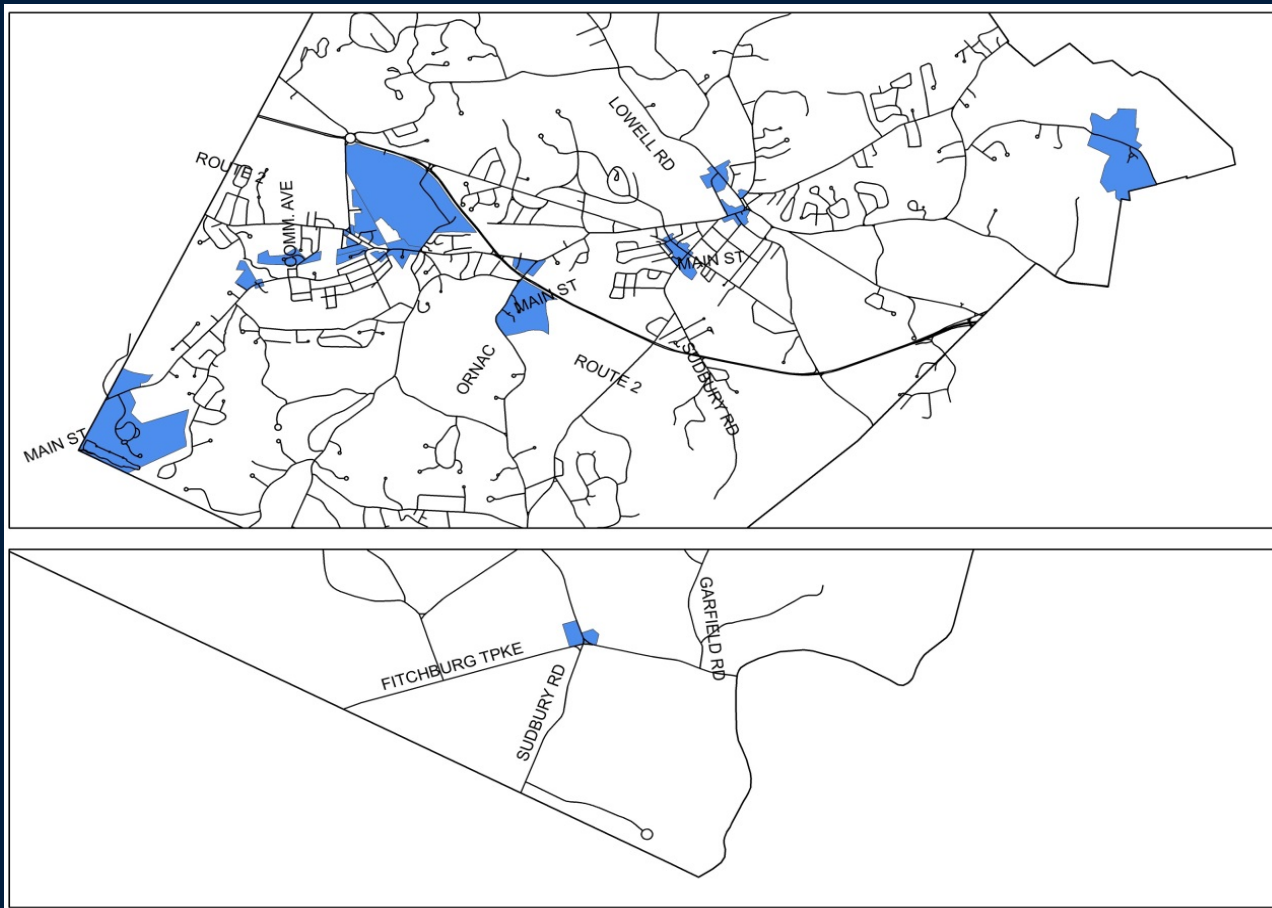 LOWELL RD
ROUTE 2
COMM. AVE
MAIN ST
MAIN ST
ORNAC
ROUTE 2
SUDBURY RD
MAIN ST
GARFIELD RD
FITCHBURG TPKE
SUDBURY RD